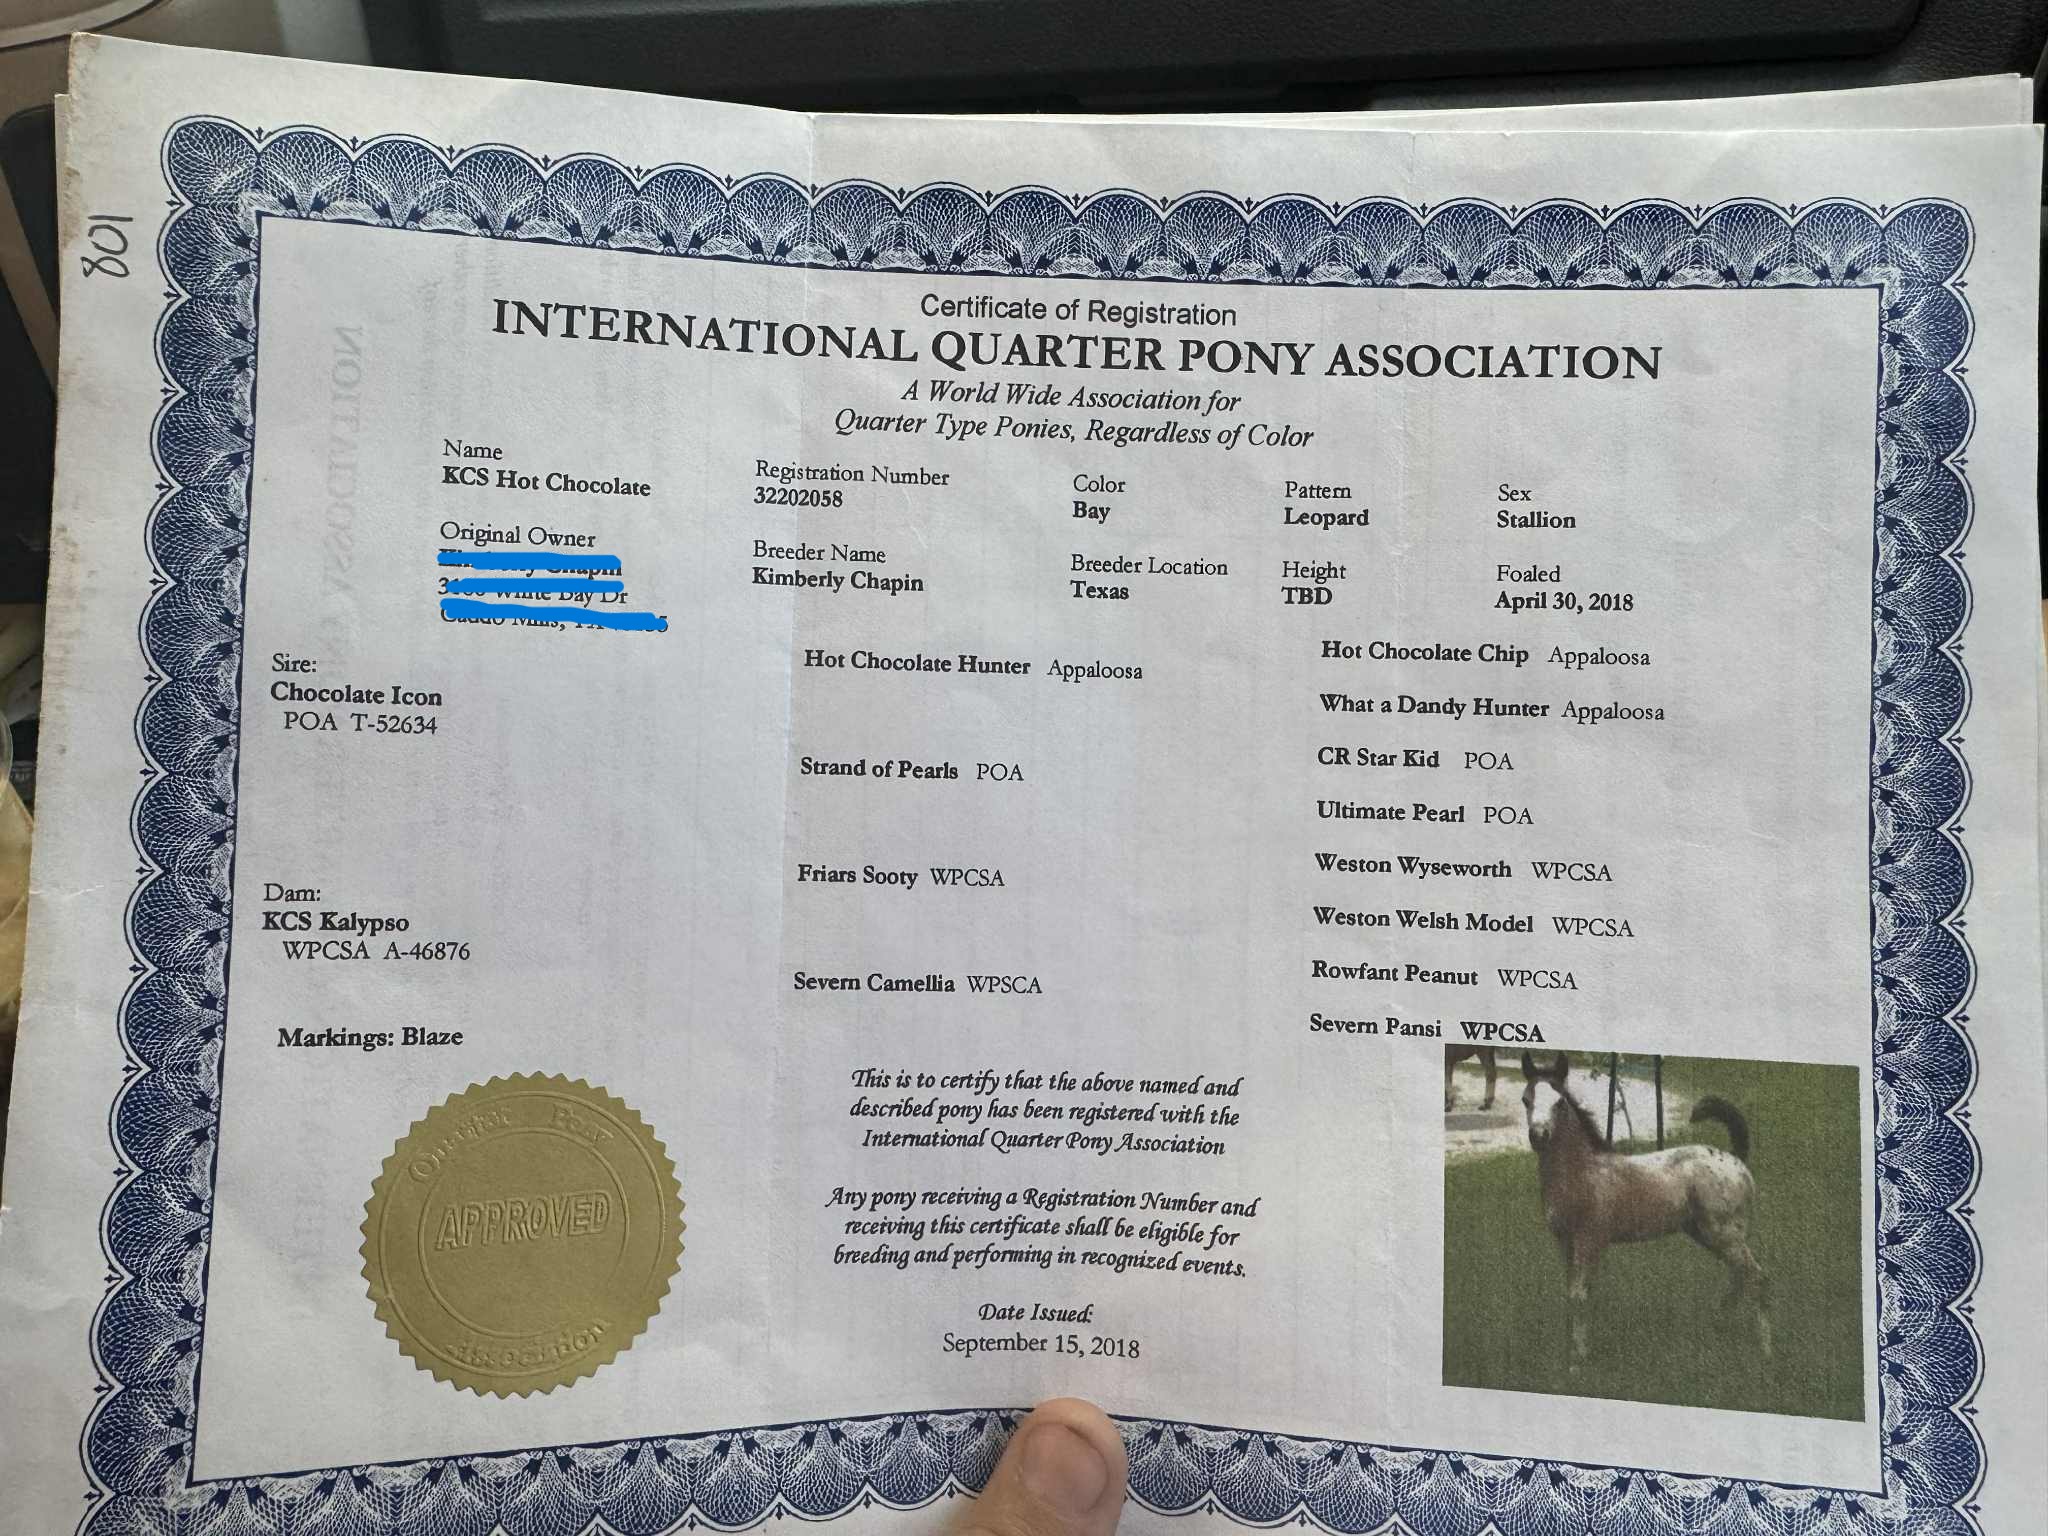 801
Certificate of Registration
INTERNATIONAL QUARTER PONY ASSOCIATION
A World Wide Association for
Quarter Type Ponies, Regardless of Color
Name
KCS Hot Chocolate
Registration Number
32202058
Color
Bay
Pattern
Leopard
Sex
Stallion
Original Owner
Breeder Name
Kimberly Chapin
Breeder Location
Texas
Height
TBD
Foaled
April 30, 2018
Sire:
Chocolate Icon
POA T-52634
Hot Chocolate Hunter Appaloosa
Hot Chocolate Chip Appaloosa
What a Dandy Hunter Appaloosa
Strand of Pearls POA
CR Star Kid POA
Ultimate Pearl POA
Dam:
KCS Kalypso
WPCSA A-46876
Friars Sooty WPCSA
Weston Wyseworth WPCSA
Weston Welsh Model WPCSA
Severn Camellia WPSCA
Rowfant Peanut WPCSA
Severn Pansi WPCSA
Markings: Blaze
This is to certify that the above named and
described pony has been registered with the
International Quarter Pony Association
Any pony receiving a Registration Number and
receiving this certificate shall be eligible for
breeding and performing in recognized events.
Date Issued:
September 15, 2018
Quarter Pony
APPROVED
Association